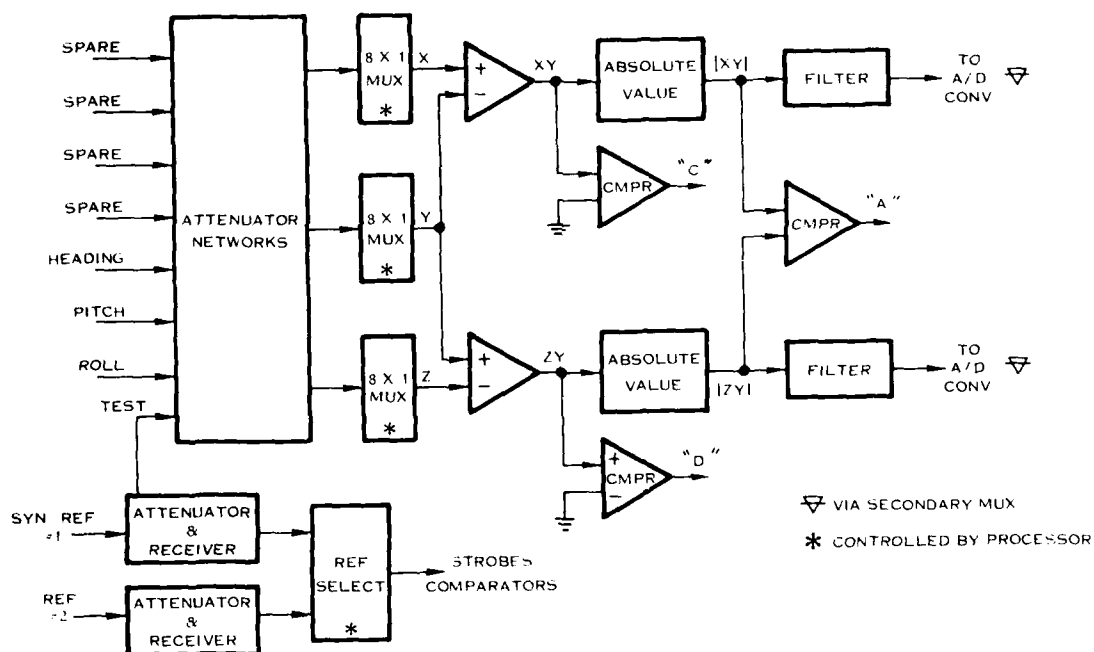 SPARE
SPARE
SPARE
SPARE
HEADING
PITCH
ROLL
TEST
ATTENUATOR
NETWORKS
8 X 1
MUX
*
X
8 X 1
MUX
*
Y
8 X 1
MUX
*
Z
+
−
XY
+
−
ZY
ABSOLUTE
VALUE
|XY|
FILTER
TO
A/D
CONV
CMPR
"C"
CMPR
"A"
ABSOLUTE
VALUE
|ZY|
FILTER
TO
A/D
CONV
+
CMPR
−
"D"
SYN REF
#1
ATTENUATOR
&
RECEIVER
REF
#2
ATTENUATOR
&
RECEIVER
REF
SELECT
*
STROBES
COMPARATORS
VIA SECONDARY MUX
* CONTROLLED BY PROCESSOR